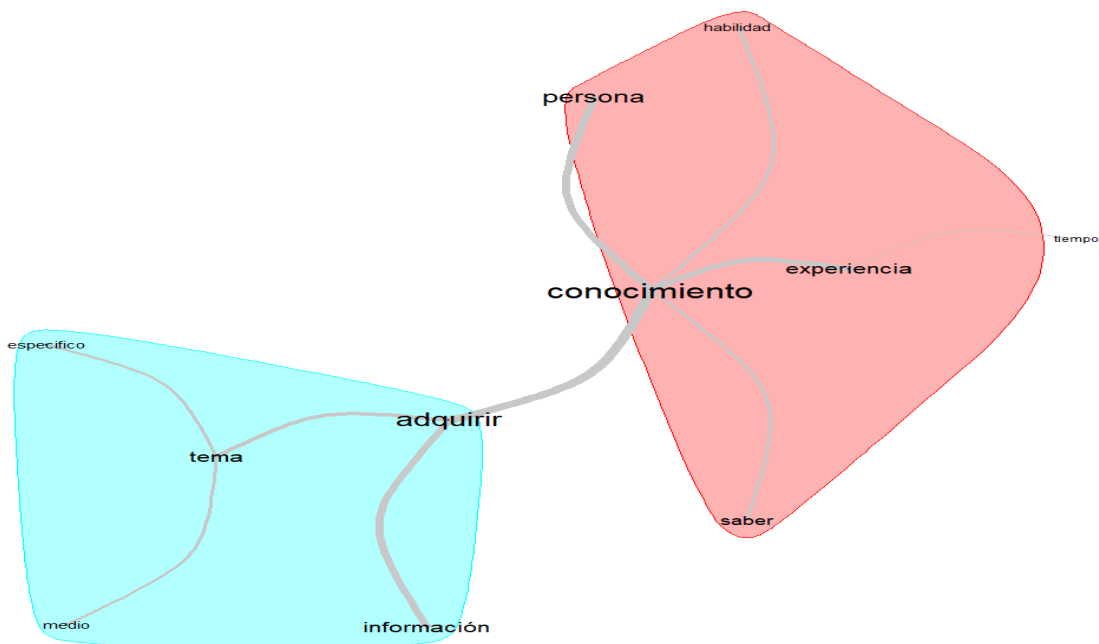 habilidad
persona
tiempo
experiencia
conocimiento
especifico
adquirir
tema
saber
medio
información